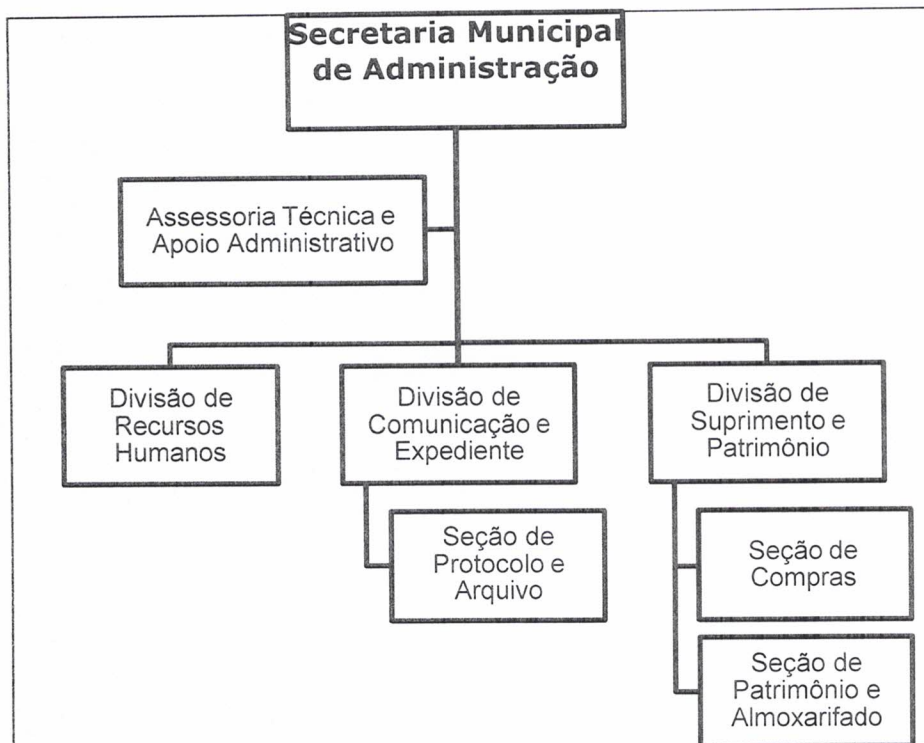 Secretaria Municipal
de Administração
Assessoria Técnica e
Apoio Administrativo
Divisão de
Recursos
Humanos
Divisão de
Comunicação e
Expediente
Divisão de
Suprimento e
Patrimônio
Seção de
Protocolo e
Arquivo
Seção de
Compras
Seção de
Patrimônio e
Almoxarifado